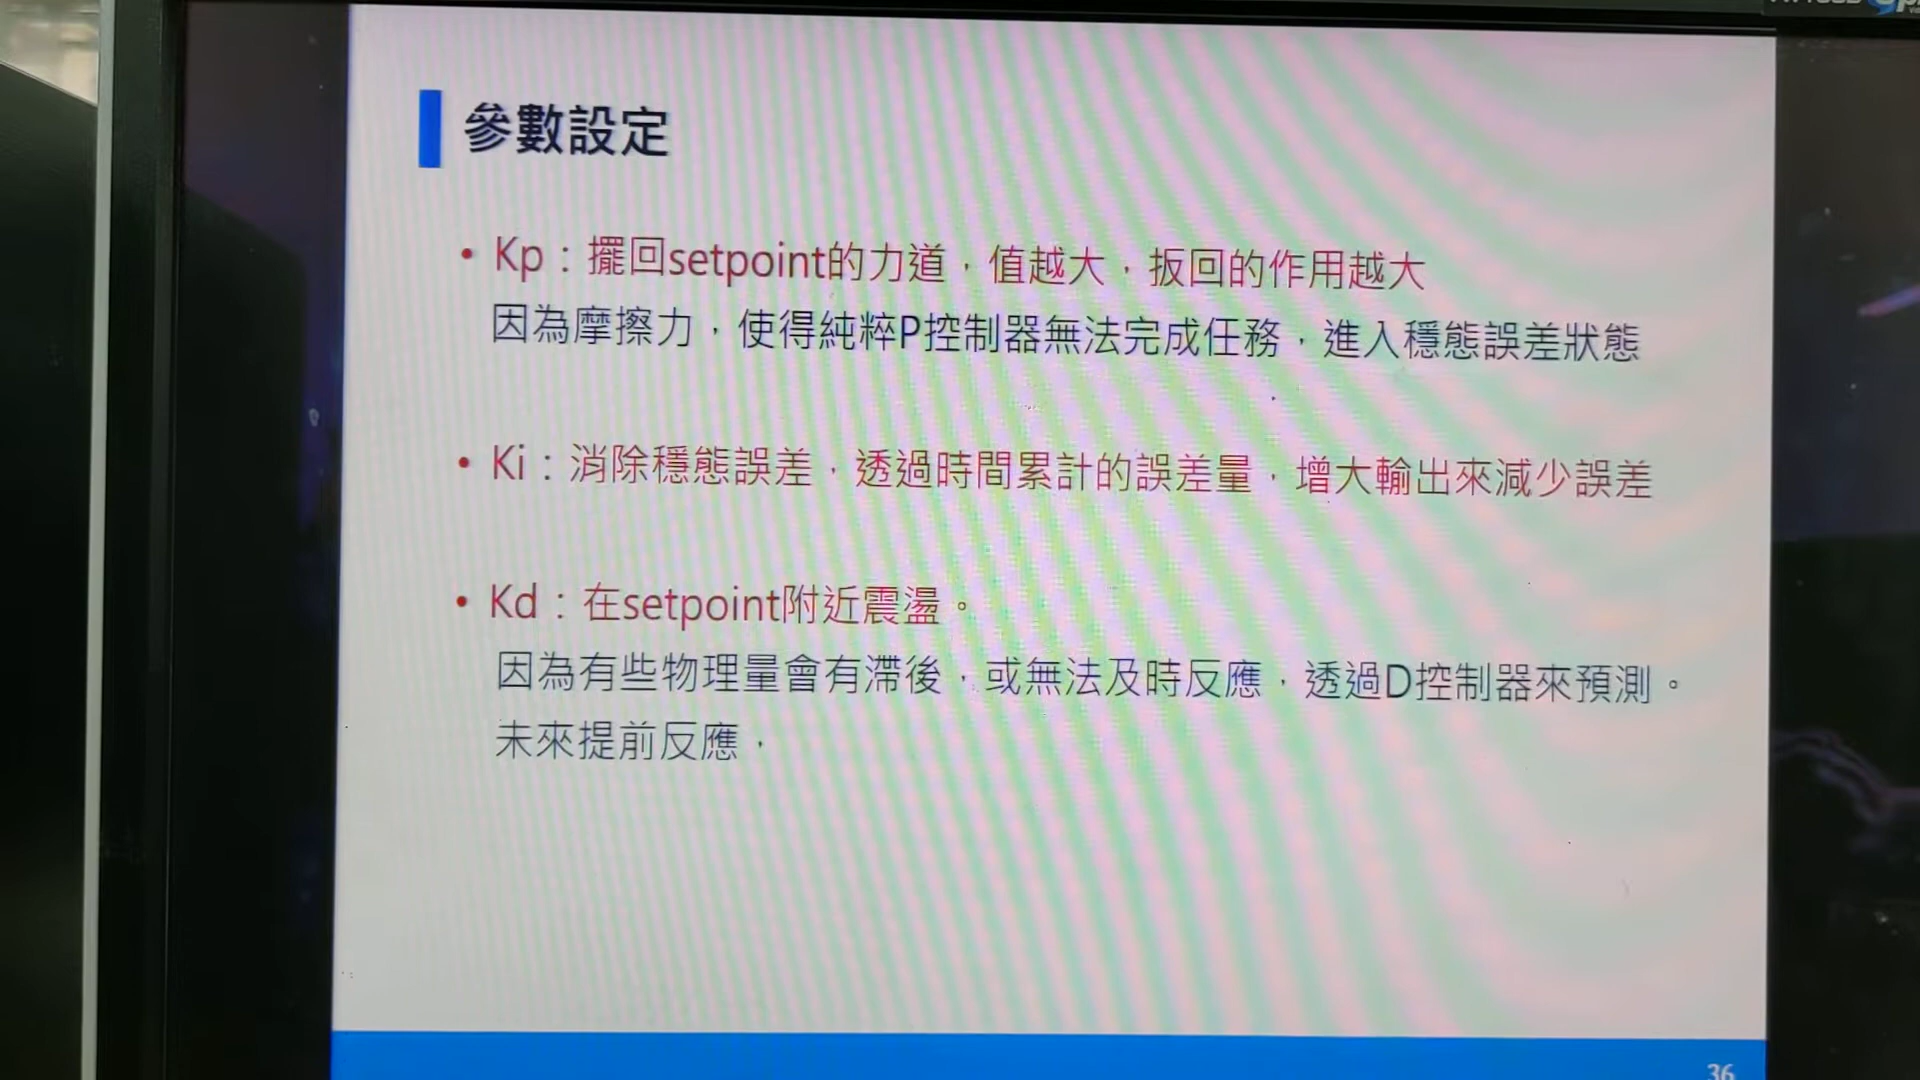 參數設定
• Kp：擺回setpoint的力道，值越大，扳回的作用越大
因為摩擦力，使得純粹P控制器無法完成任務，進入穩態誤差狀態
• Ki：消除穩態誤差，透過時間累計的誤差量，增大輸出來減少誤差
• Kd：在setpoint附近震盪。
因為有些物理量會有滯後，或無法及時反應，透過D控制器來預測。
未來提前反應，
36